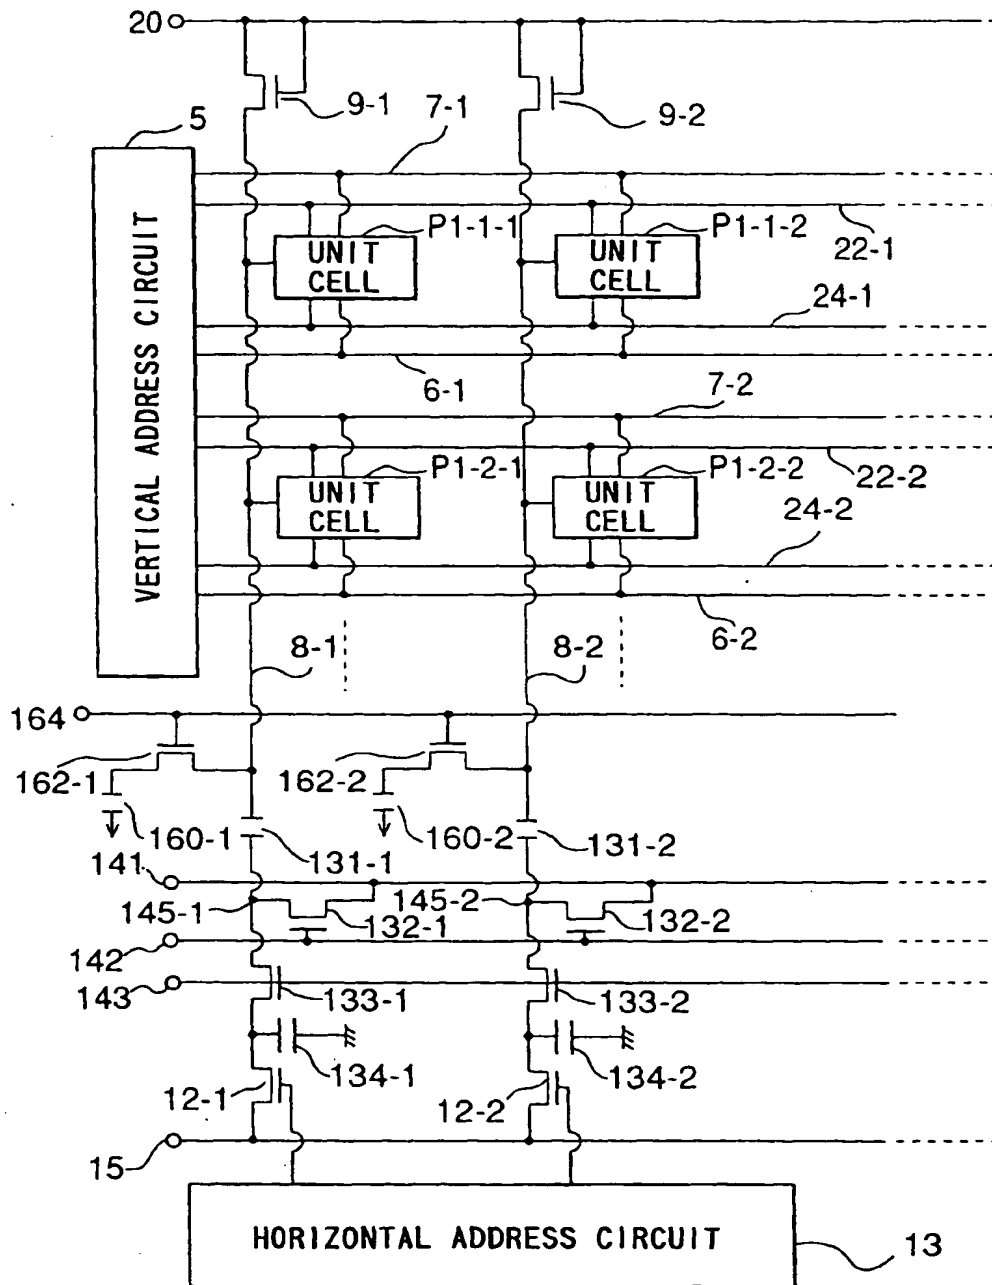 20
9-1
9-2
5
7-1
VERTICAL ADDRESS CIRCUIT
P1-1-1
P1-1-2
UNIT
CELL
UNIT
CELL
22-1
24-1
6-1
7-2
P1-2-1
P1-2-2
UNIT
CELL
UNIT
CELL
22-2
24-2
6-2
8-1
8-2
164
162-1
162-2
160-1
160-2
131-1
131-2
141
145-1
145-2
132-1
132-2
142
143
133-1
133-2
134-1
134-2
12-1
12-2
15
HORIZONTAL ADDRESS CIRCUIT
13